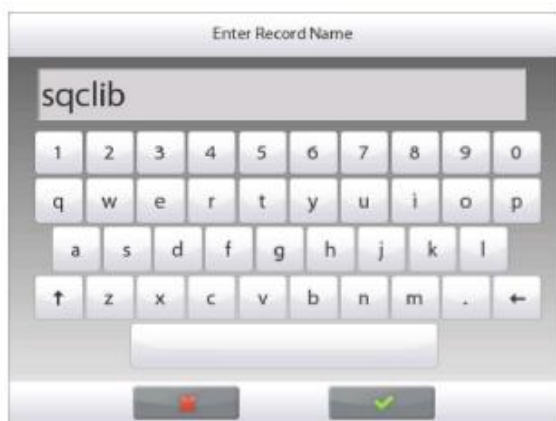 Enter Record Name
sqclib
1 2 3 4 5 6 7 8 9 0
q w e r t y u i o p
a s d f g h j k l
↑ z x c v b n m . ←